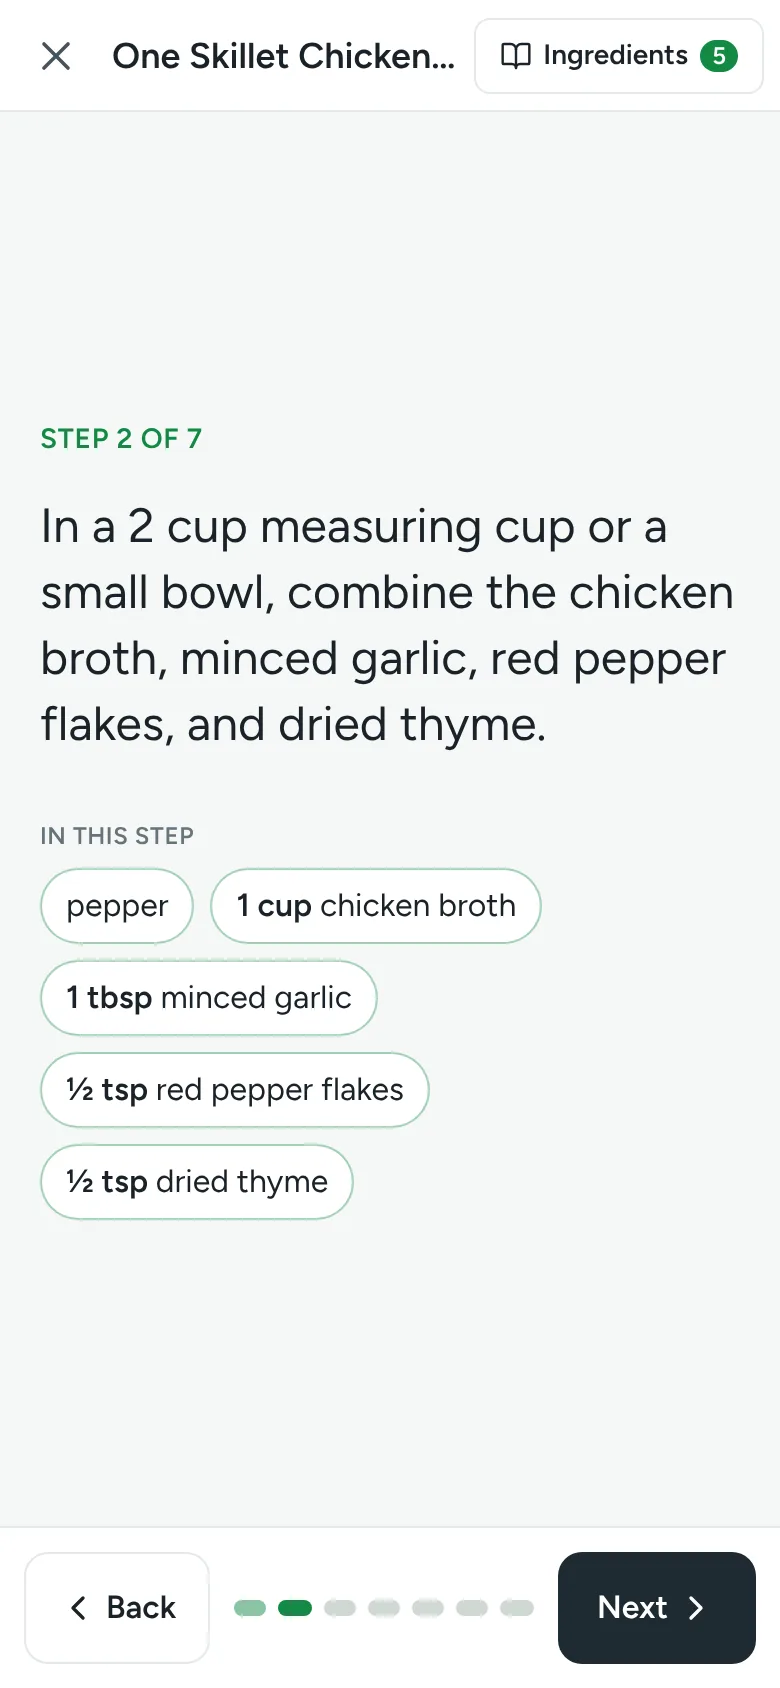 One Skillet Chicken...
Ingredients 5
STEP 2 OF 7
In a 2 cup measuring cup or a
small bowl, combine the chicken
broth, minced garlic, red pepper
flakes, and dried thyme.
IN THIS STEP
pepper
1 cup chicken broth
1 tbsp minced garlic
½ tsp red pepper flakes
½ tsp dried thyme
Back
Next